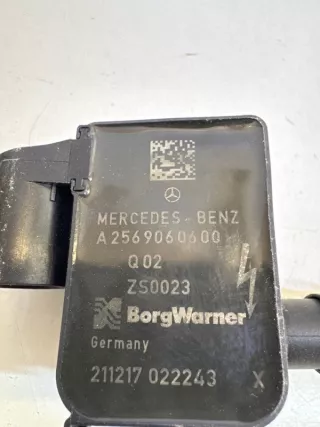 MERCEDES-BENZ
A2569060600
Q02
ZS0023
BorgWarner
Germany
211217 022243 X